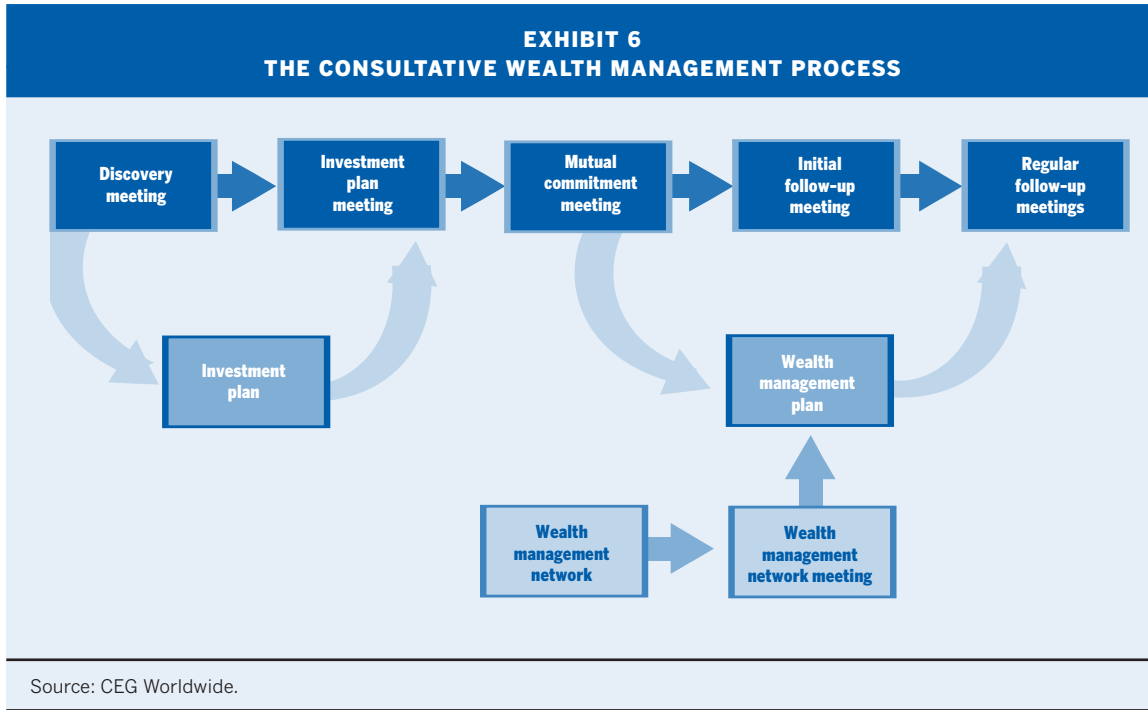 EXHIBIT 6
THE CONSULTATIVE WEALTH MANAGEMENT PROCESS
Discovery
meeting
Investment
plan
meeting
Mutual
commitment
meeting
Initial
follow-up
meeting
Regular
follow-up
meetings
Investment
plan
Wealth
management
plan
Wealth
management
network
Wealth
management
network meeting
Source: CEG Worldwide.